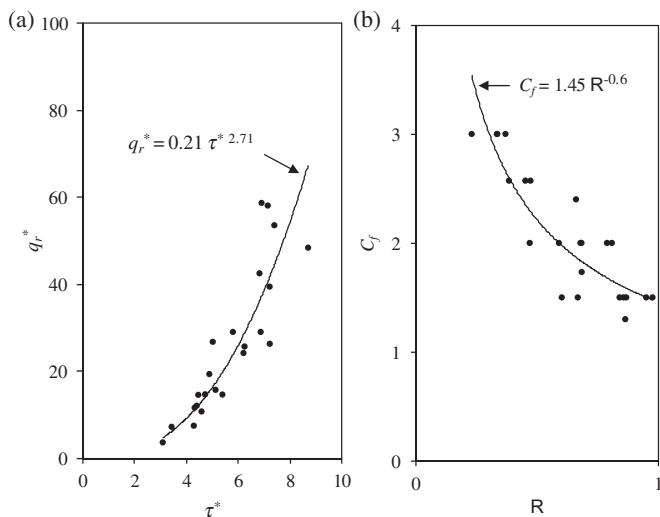 (a)
100
80
60
40
20
0
q_r^*
q_r^* = 0.21 τ^* 2.71
0 2 4 6 8 10
τ^*
(b)
4
3
2
1
0
C_f
C_f = 1.45 R^-0.6
0 1
R